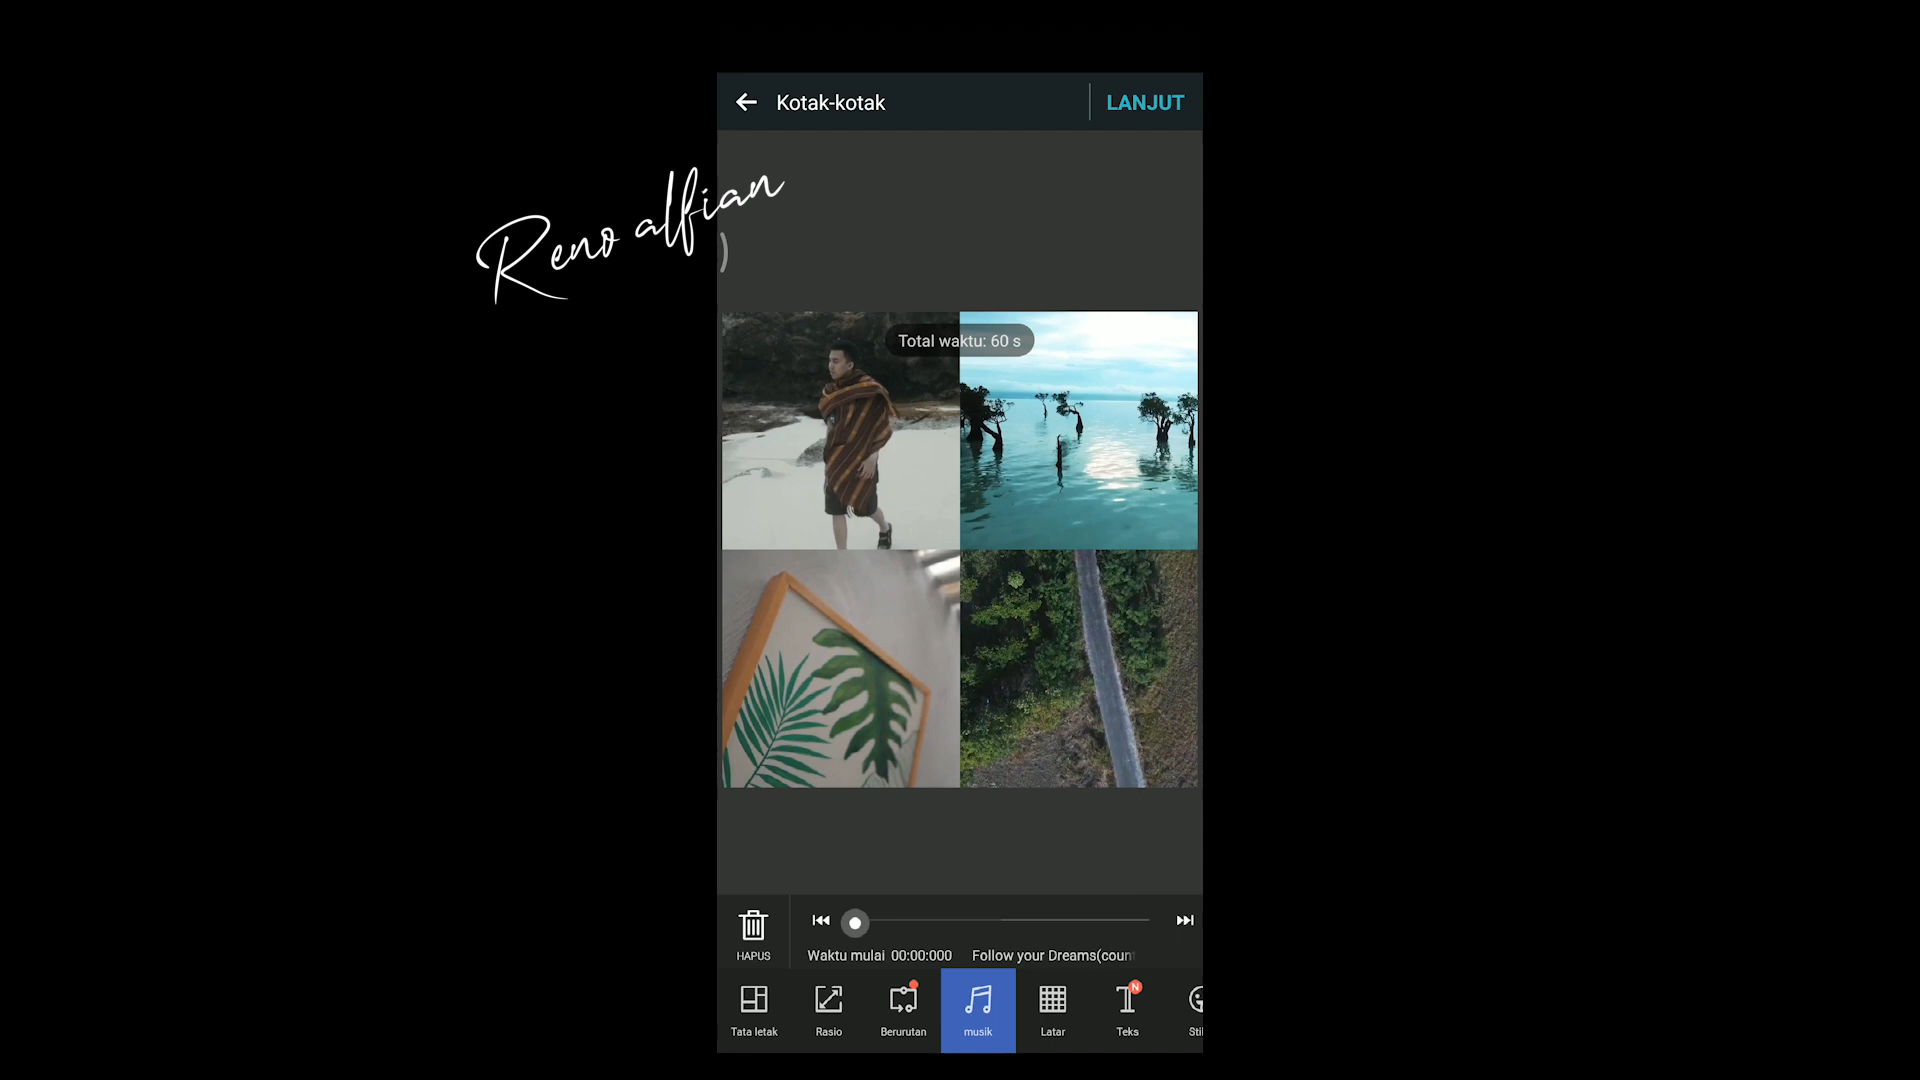 Kotak-kotak
LANJUT
Reno alfian
Total waktu: 60 s
HAPUS
Waktu mulai 00:00:000
Follow your Dreams(coun
Tata letak
Rasio
Berurutan
musik
Latar
N
Teks
Sti